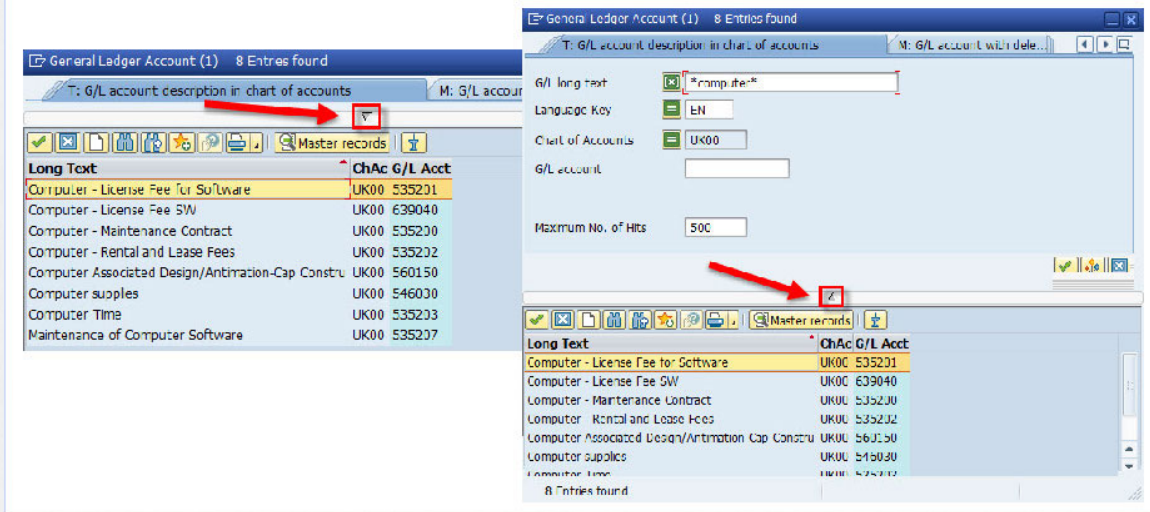 General Ledger Account (1) 8 Entries found
T: G/L account description in chart of accounts
M: G/L accour
Master records
Long Text ChAc G/L Acct
Computer - License Fee for Software UK00 535201
Computer - License Fee SW UK00 639040
Computer - Maintenance Contract UK00 535200
Computer - Rental and Lease Fees UK00 535202
Computer Associated Design/Antimation-Cap Constru UK00 560150
Computer supplies UK00 546030
Computer Time UK00 535203
Maintenance of Computer Software UK00 535207
General Ledger Account (1) 8 Entries found
T: G/L account description in chart of accounts
M: G/L account with dele...
G/L long text *computer*
Language Key EN
Chart of Accounts UK00
G/L account
Maximum No. of Hits 500
Master records
Long Text ChAc G/L Acct
Computer - License Fee for Software UK00 535201
Computer - License Fee SW UK00 639040
Computer - Maintenance Contract UK00 535200
Computer - Rental and Lease Fees UK00 535202
Computer Associated Design/Antimation-Cap Constru UK00 560150
Computer supplies UK00 546030
Computer Time UK00 535203
8 Entries found